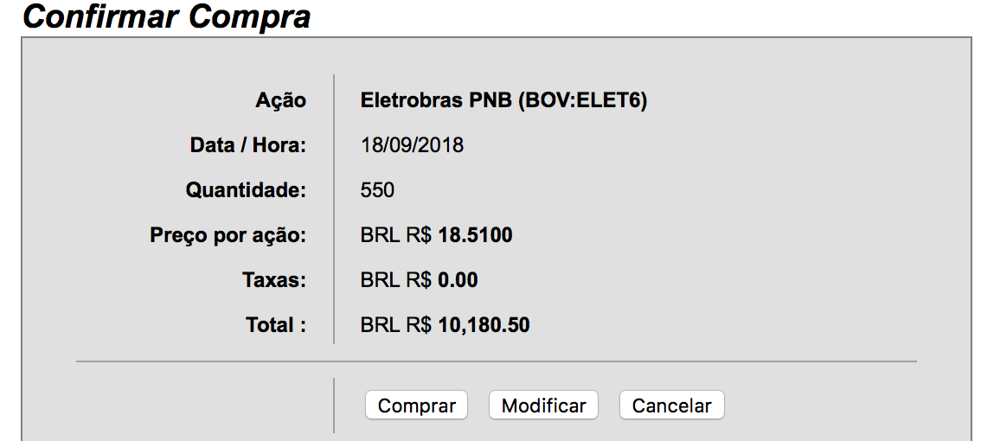 Confirmar Compra
Ação Eletrobras PNB (BOV:ELET6)
Data / Hora: 18/09/2018
Quantidade: 550
Preço por ação: BRL R$ 18.5100
Taxas: BRL R$ 0.00
Total : BRL R$ 10,180.50
Comprar Modificar Cancelar